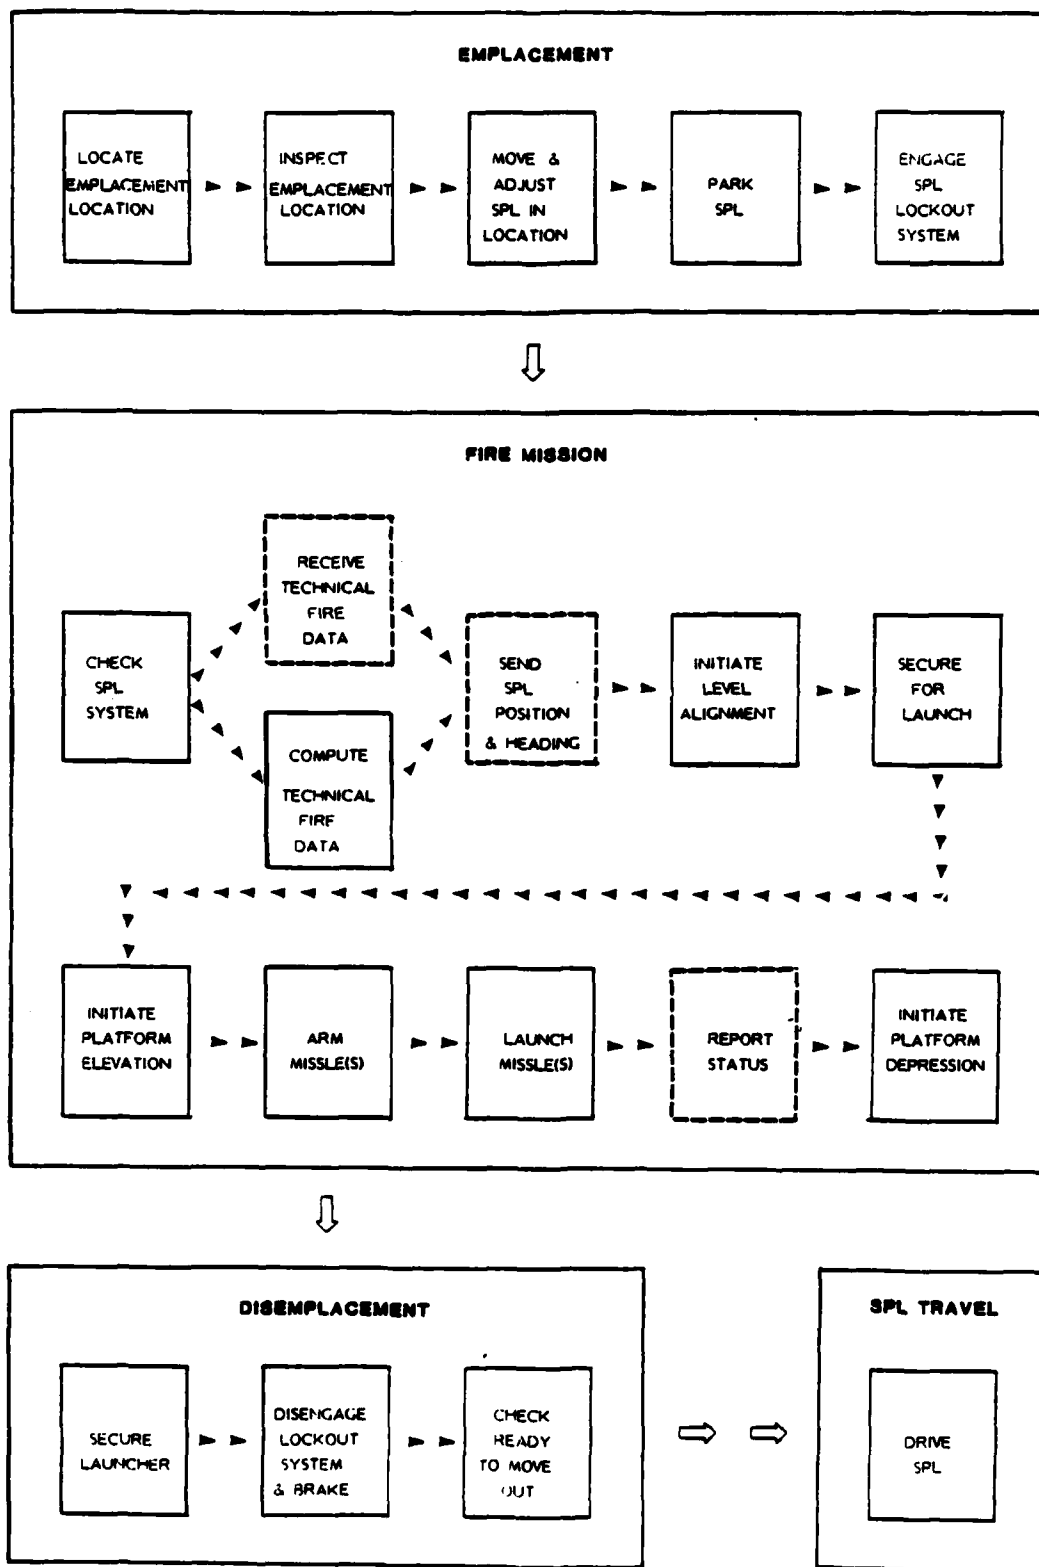 EMPLACEMENT
LOCATE
EMPLACEMENT
LOCATION
INSPECT
EMPLACEMENT
LOCATION
MOVE &
ADJUST
SPL IN
LOCATION
PARK
SPL
ENGAGE
SPL
LOCKOUT
SYSTEM
FIRE MISSION
CHECK
SPL
SYSTEM
RECEIVE
TECHNICAL
FIRE
DATA
COMPUTE
TECHNICAL
FIRE
DATA
SEND
SPL
POSITION
& HEADING
INITIATE
LEVEL
ALIGNMENT
SECURE
FOR
LAUNCH
INITIATE
PLATFORM
ELEVATION
ARM
MISSLE(S)
LAUNCH
MISSLE(S)
REPORT
STATUS
INITIATE
PLATFORM
DEPRESSION
DISEMPLACEMENT
SECURE
LAUNCHER
DISENGAGE
LOCKOUT
SYSTEM
& BRAKE
CHECK
READY
TO MOVE
OUT
SPL TRAVEL
DRIVE
SPL